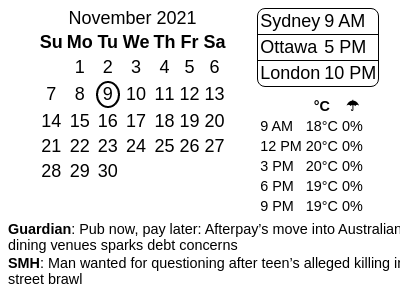 November 2021
Su Mo Tu We Th Fr Sa
1 2 3 4 5 6
7 8 9 10 11 12 13
14 15 16 17 18 19 20
21 22 23 24 25 26 27
28 29 30
Sydney 9 AM
Ottawa 5 PM
London 10 PM
°C ☂
9 AM 18°C 0%
12 PM 20°C 0%
3 PM 20°C 0%
6 PM 19°C 0%
9 PM 19°C 0%
Guardian: Pub now, pay later: Afterpay’s move into Australian
dining venues sparks debt concerns
SMH: Man wanted for questioning after teen’s alleged killing in
street brawl